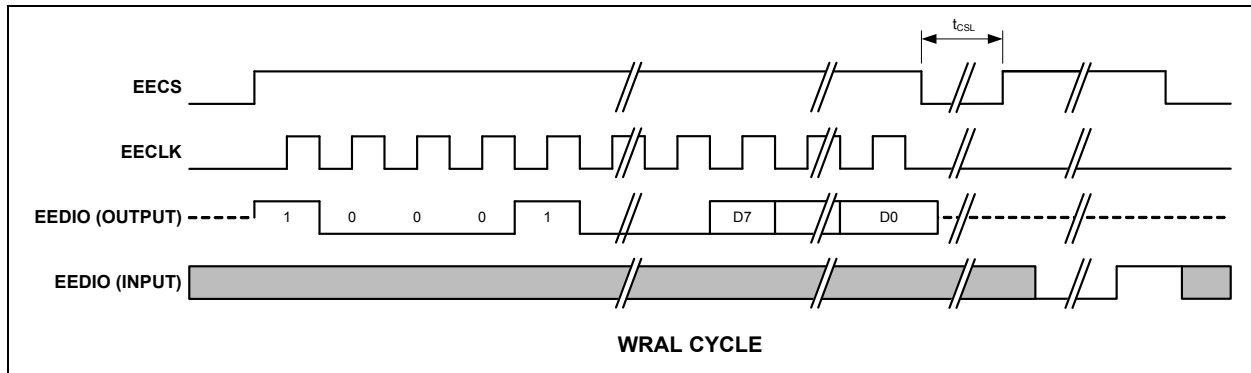 tCSL
EECS
EECLK
EEDIO (OUTPUT)
1 0 0 0 1 D7 D0
EEDIO (INPUT)
WRAL CYCLE